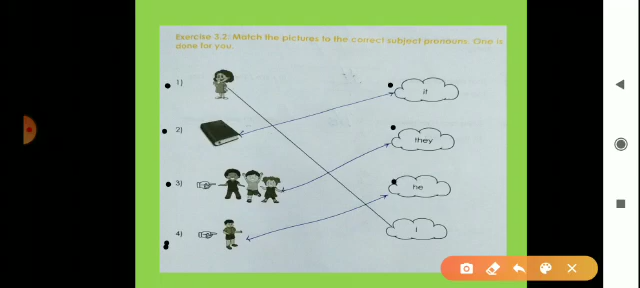 Exercise 3.2: Match the pictures to the correct subject pronouns. One is
done for you.
1)
it
2)
they
3)
he
4)
I